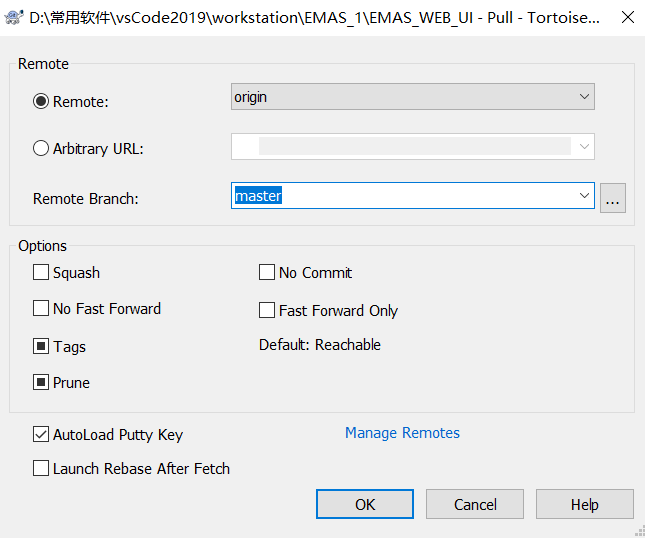 D:\常用软件\vsCode2019\workstation\EMAS_1\EMAS_WEB_UI - Pull - Tortoise...
Remote
Remote:
origin
Arbitrary URL:
Remote Branch:
master
...
Options
Squash
No Commit
No Fast Forward
Fast Forward Only
Tags
Default: Reachable
Prune
AutoLoad Putty Key
Manage Remotes
Launch Rebase After Fetch
OK
Cancel
Help